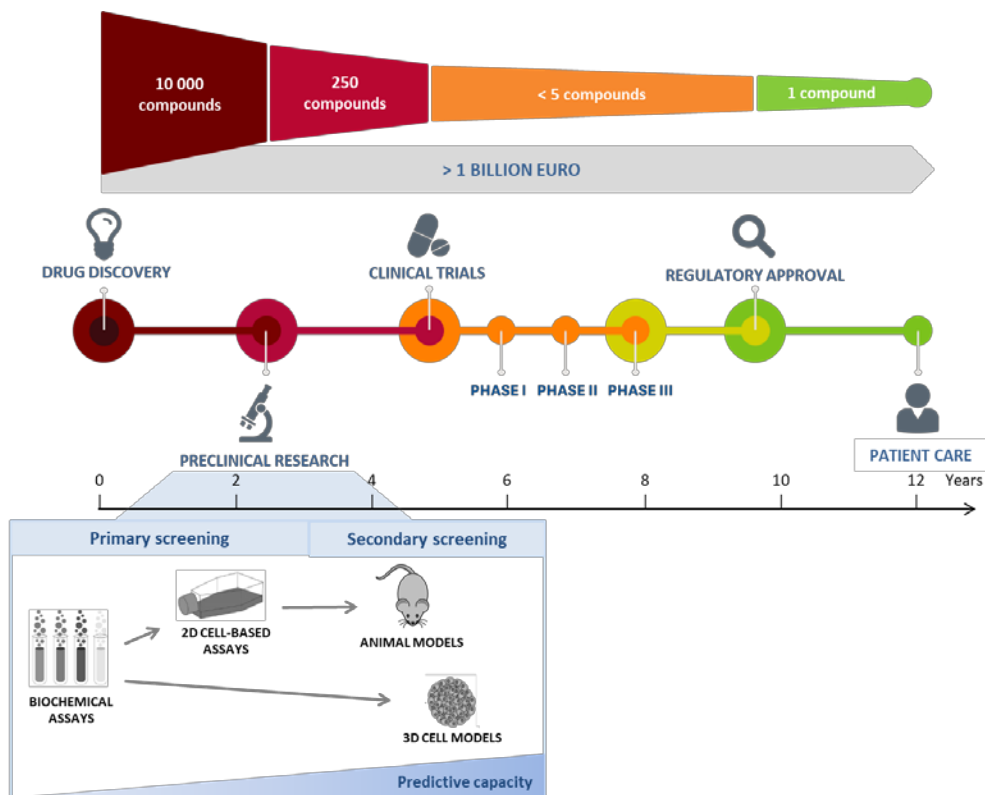 10 000
compounds
250
compounds
< 5 compounds
1 compound
> 1 BILLION EURO
DRUG DISCOVERY
CLINICAL TRIALS
REGULATORY APPROVAL
PHASE I
PHASE II
PHASE III
PRECLINICAL RESEARCH
PATIENT CARE
0 2 4 6 8 10 12 Years
Primary screening
Secondary screening
2D CELL-BASED
ASSAYS
ANIMAL MODELS
BIOCHEMICAL
ASSAYS
3D CELL MODELS
Predictive capacity